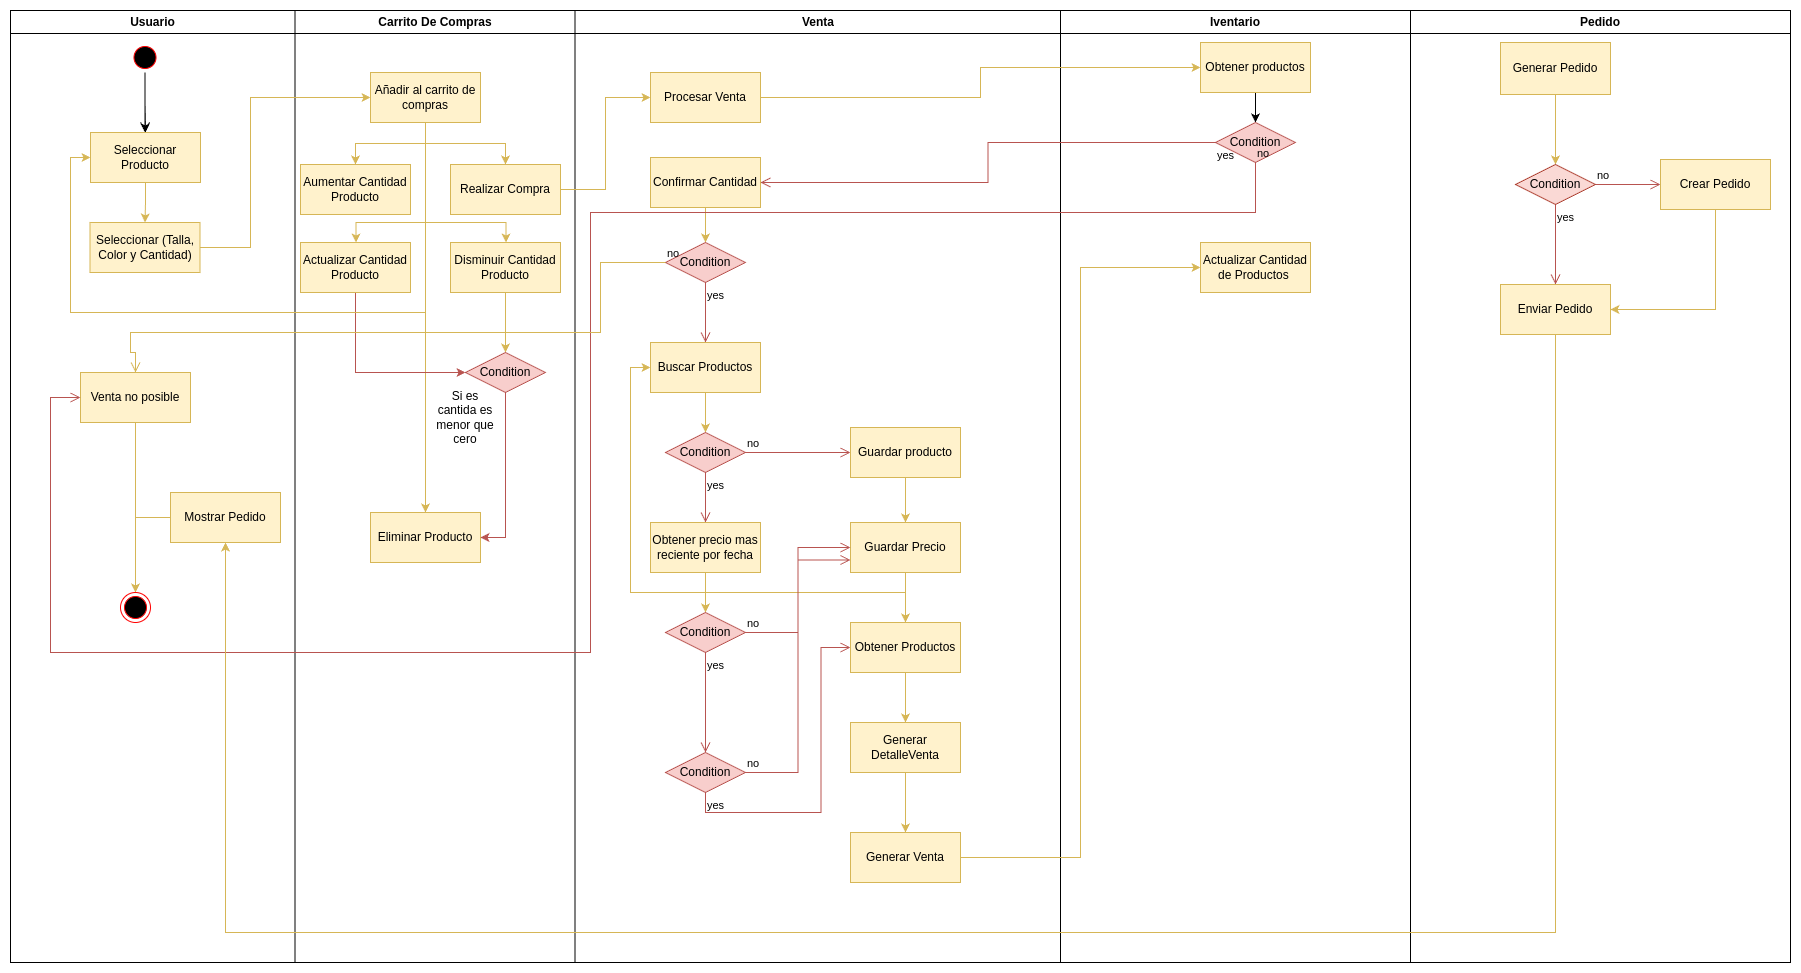 Usuario
Carrito De Compras
Venta
Iventario
Pedido
Seleccionar
Producto
Seleccionar (Talla,
Color y Cantidad)
Venta no posible
Mostrar Pedido
Añadir al carrito de
compras
Aumentar Cantidad
Producto
Realizar Compra
Actualizar Cantidad
Producto
Disminuir Cantidad
Producto
Condition
Si es
cantida es
menor que
cero
Eliminar Producto
Procesar Venta
Confirmar Cantidad
no
Condition
yes
Buscar Productos
Condition
no
yes
Guardar producto
Obtener precio mas
reciente por fecha
Guardar Precio
Condition
no
yes
Obtener Productos
Generar
DetalleVenta
Condition
no
yes
Generar Venta
Obtener productos
Condition
yes
no
Actualizar Cantidad
de Productos
Generar Pedido
Condition
no
yes
Crear Pedido
Enviar Pedido